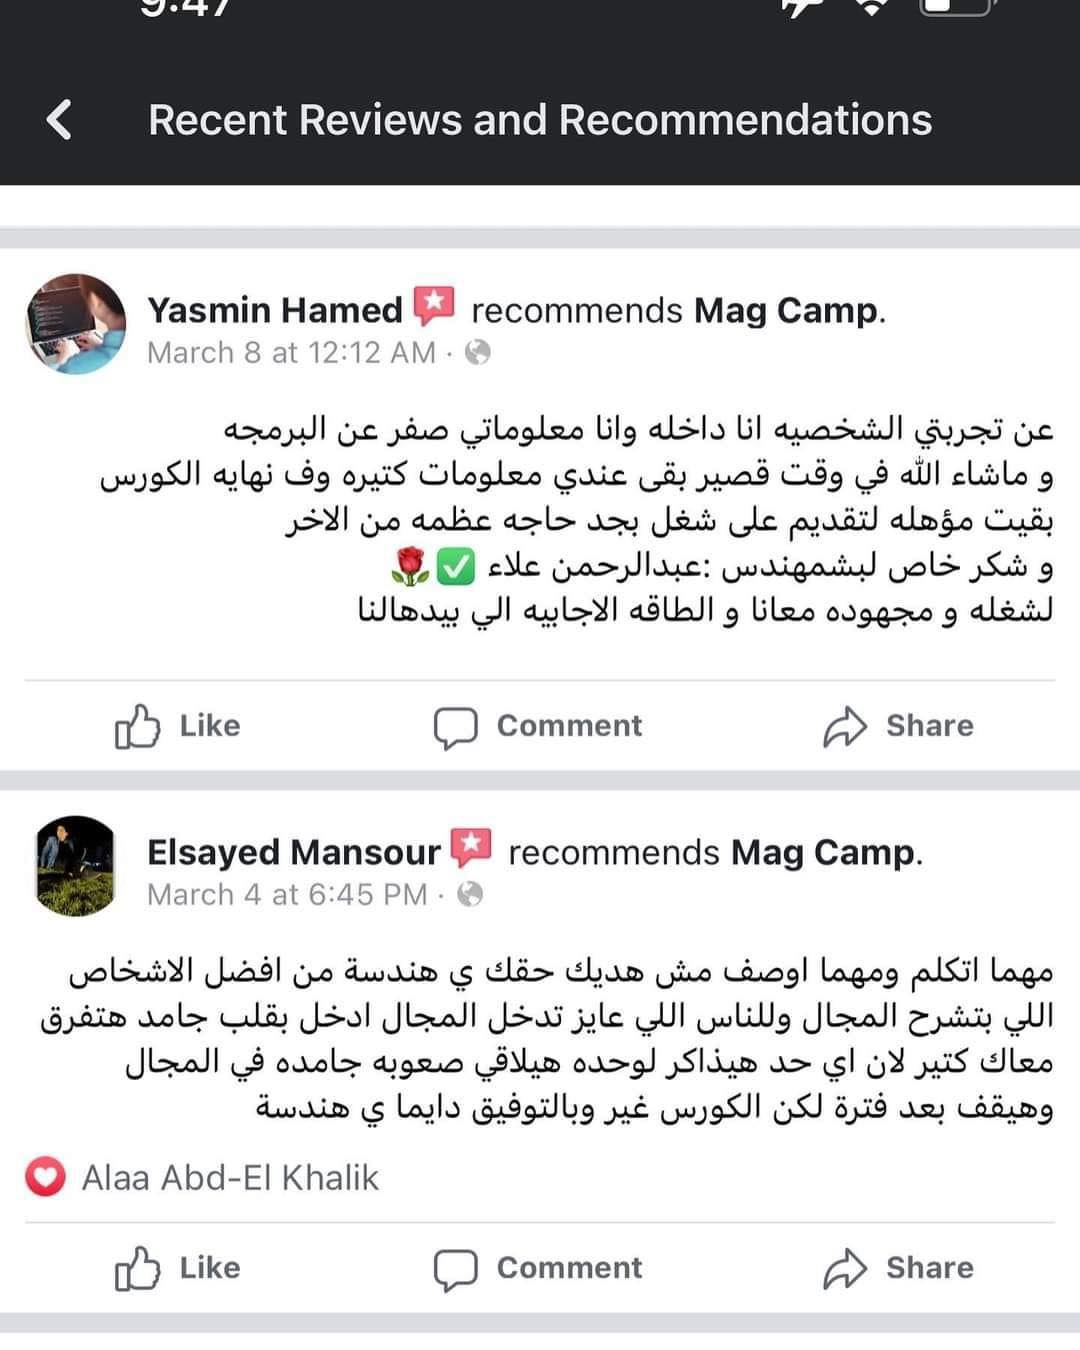 9:47
Recent Reviews and Recommendations
Yasmin Hamed recommends Mag Camp.
March 8 at 12:12 AM ·
عن تجربتي الشخصيه انا داخله وانا معلوماتي صفر عن البرمجه
و ماشاء الله في وقت قصير بقى عندي معلومات كتيره وف نهايه الكورس
بقيت مؤهله لتقديم على شغل بجد حاجه عظمه من الاخر
و شكر خاص لبشمهندس :عبدالرحمن علاء ✅🌹
لشغله و مجهوده معانا و الطاقه الاجابيه الي بيدهالنا
Like Comment Share
Elsayed Mansour recommends Mag Camp.
March 4 at 6:45 PM ·
مهما اتكلم ومهما اوصف مش هديك حقك ي هندسة من افضل الاشخاص
اللي بتشرح المجال وللناس اللي عايز تدخل المجال ادخل بقلب جامد هتفرق
معاك كتير لان اي حد هيذاكر لوحده هيلاقي صعوبه جامده في المجال
وهيقف بعد فترة لكن الكورس غير وبالتوفيق دايما ي هندسة
Alaa Abd-El Khalik
Like Comment Share